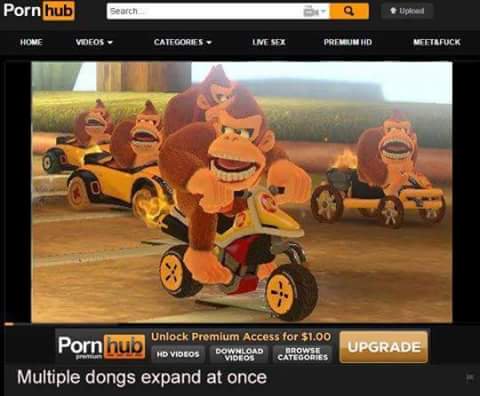 Porn hub Search... Upload
HOME VIDEOS CATEGORIES LIVE SEX PREMIUM HD MEET&FUCK
Unlock Premium Access for $1.00
Porn hub premium HD VIDEOS DOWNLOAD VIDEOS BROWSE CATEGORIES UPGRADE
Multiple dongs expand at once